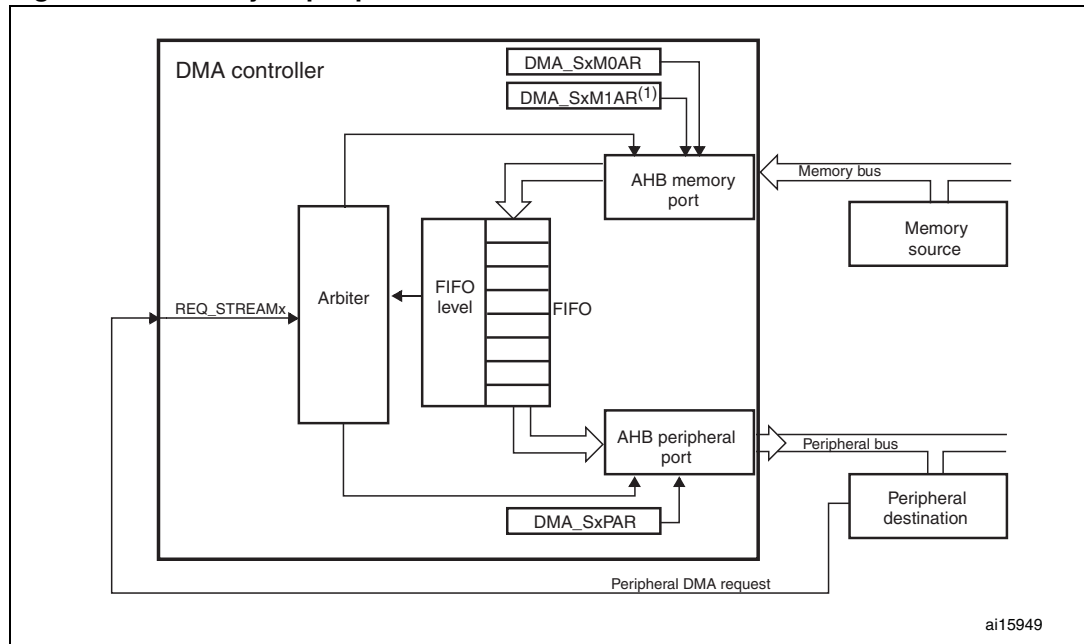 DMA controller
DMA_SxM0AR
DMA_SxM1AR(1)
AHB memory
port
Memory bus
Memory
source
REQ_STREAMx
Arbiter
FIFO
level
FIFO
AHB peripheral
port
Peripheral bus
DMA_SxPAR
Peripheral
destination
Peripheral DMA request
ai15949